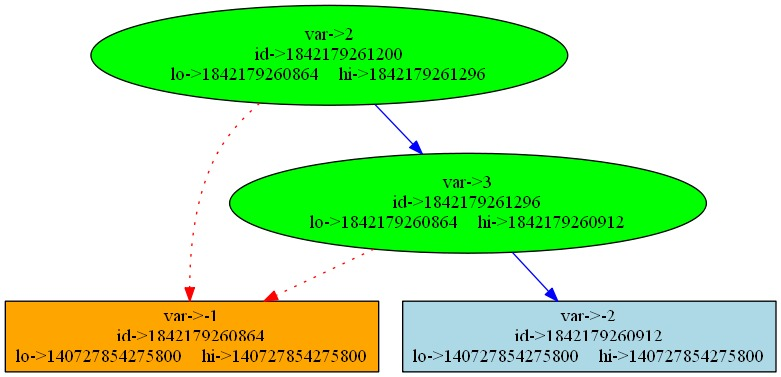 var->2
id->1842179261200
lo->1842179260864 hi->1842179261296
var->3
id->1842179261296
lo->1842179260864 hi->1842179260912
var->-1
id->1842179260864
lo->140727854275800 hi->140727854275800
var->-2
id->1842179260912
lo->140727854275800 hi->140727854275800